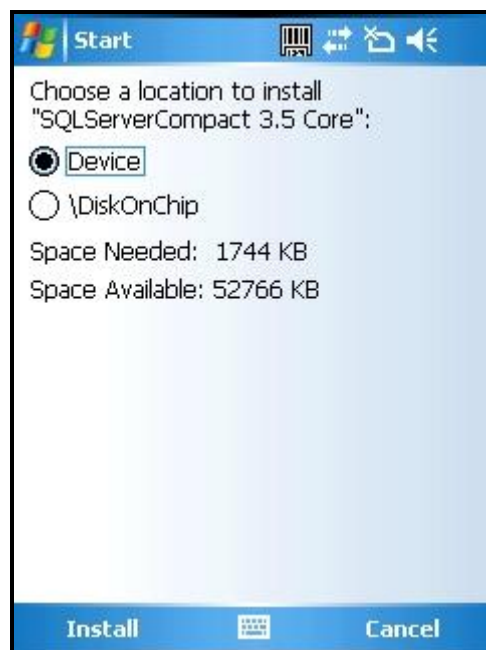 Start
Choose a location to install
"SQLServerCompact 3.5 Core":
Device
\DiskOnChip
Space Needed: 1744 KB
Space Available: 52766 KB
Install Cancel